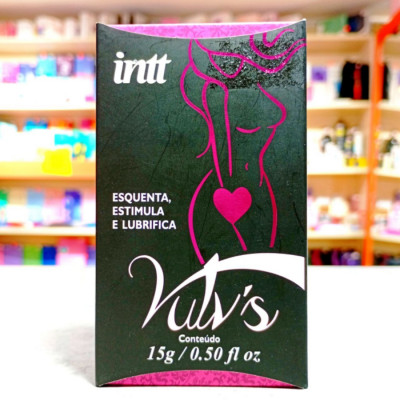 intt
ESQUENTA,
ESTIMULA
E LUBRIFICA
Vulv's
Conteúdo
15g / 0.50 fl oz